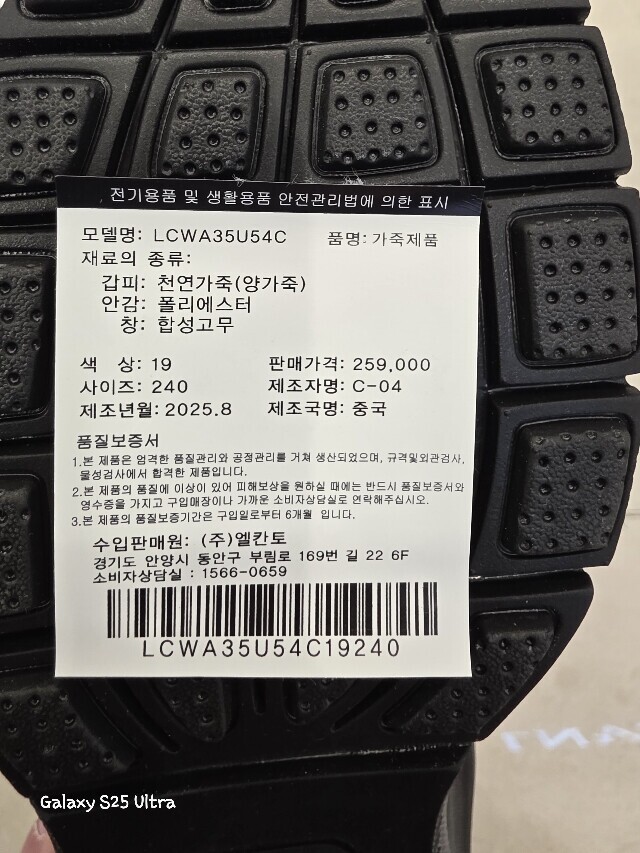 전기용품 및 생활용품 안전관리법에 의한 표시
모델명: LCWA35U54C 품명: 가죽제품
재료의 종류:
갑피: 천연가죽(양가죽)
안감: 폴리에스터
창: 합성고무
색 상: 19 판매가격: 259,000
사이즈: 240 제조자명: C-04
제조년월: 2025.8 제조국명: 중국
품질보증서
1.본 제품은 엄격한 품질관리와 공정관리를 거쳐 생산되었으며, 규격및외관검사,
물성검사에서 합격한 제품입니다.
2.본 제품의 품질에 이상이 있어 피해보상을 원하실 때에는 반드시 품질보증서와
영수증을 가지고 구입매장이나 가까운 소비자상담실로 연락해주십시오.
3.본 제품의 품질보증기간은 구입일로부터 6개월 입니다.
수입판매원: (주)엘칸토
경기도 안양시 동안구 부림로 169번 길 22 6F
소비자상담실 : 1566-0659
LCWA35U54C19240
Galaxy S25 Ultra